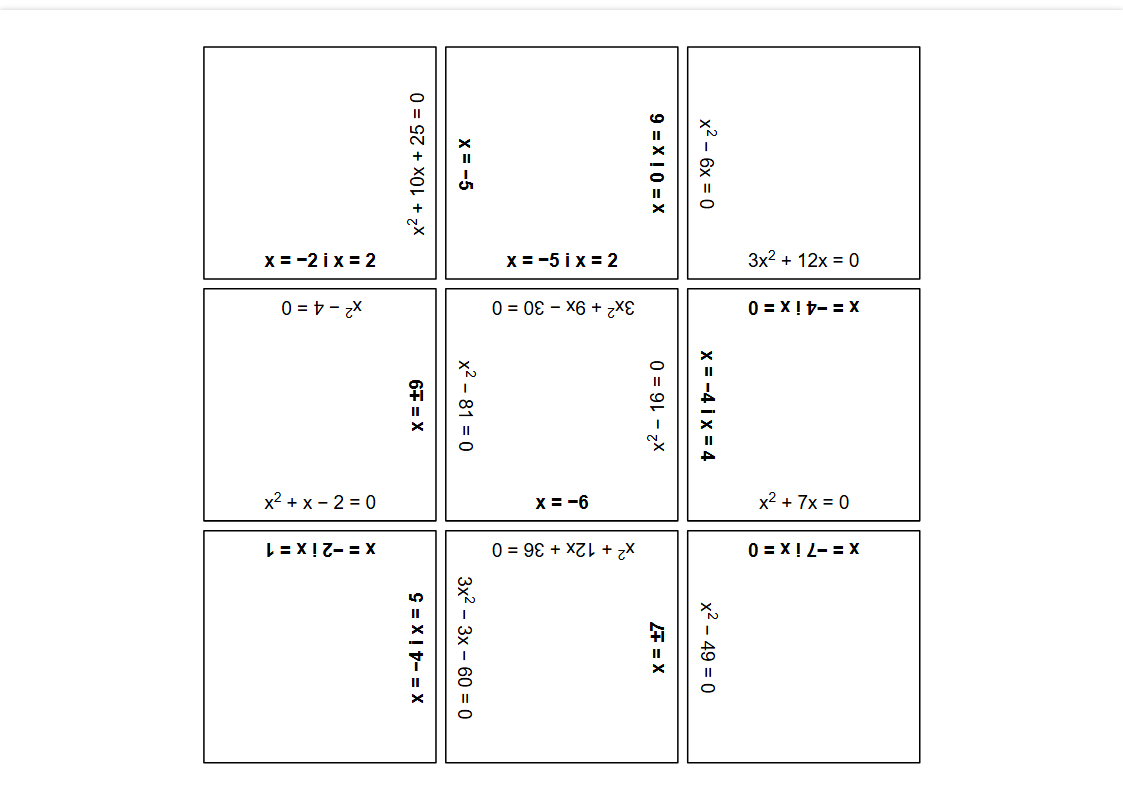 x² + 10x + 25 = 0
x = −2 i x = 2
x = −5
x = 0 i x = 6
x = −5 i x = 2
x² − 6x = 0
3x² + 12x = 0
x² − 4 = 0
x = ±9
x² + x − 2 = 0
3x² + 9x − 30 = 0
x² − 81 = 0
x² − 16 = 0
x = −6
x = −4 i x = 0
x = −4 i x = 4
x² + 7x = 0
x = −2 i x = 1
x = −4 i x = 5
x² + 12x + 36 = 0
3x² − 3x − 60 = 0
x = ±7
x = −7 i x = 0
x² − 49 = 0